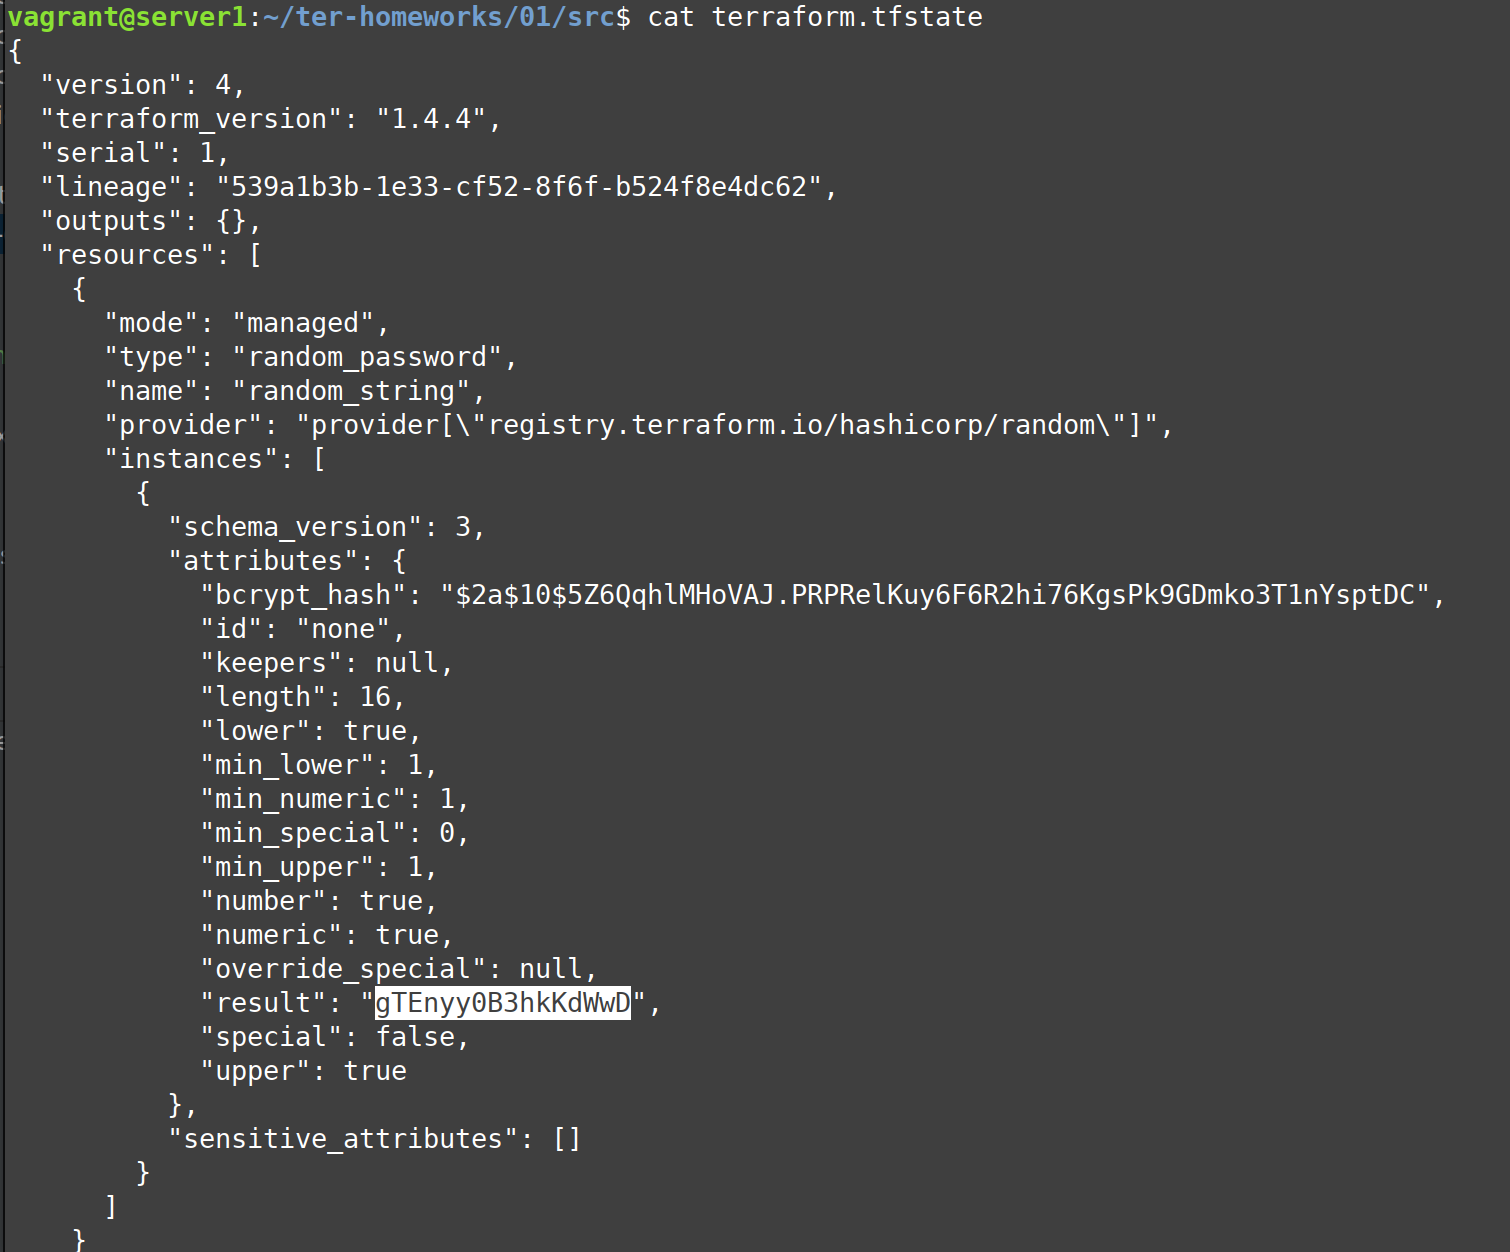 vagrant@server1:~/ter-homeworks/01/src$ cat terraform.tfstate
{
  "version": 4,
  "terraform_version": "1.4.4",
  "serial": 1,
  "lineage": "539a1b3b-1e33-cf52-8f6f-b524f8e4dc62",
  "outputs": {},
  "resources": [
    {
      "mode": "managed",
      "type": "random_password",
      "name": "random_string",
      "provider": "provider[\"registry.terraform.io/hashicorp/random\"]",
      "instances": [
        {
          "schema_version": 3,
          "attributes": {
            "bcrypt_hash": "$2a$10$5Z6QqhlMHoVAJ.PRPRelKuy6F6R2hi76KgsPk9GDmko3T1nYsptDC",
            "id": "none",
            "keepers": null,
            "length": 16,
            "lower": true,
            "min_lower": 1,
            "min_numeric": 1,
            "min_special": 0,
            "min_upper": 1,
            "number": true,
            "numeric": true,
            "override_special": null,
            "result": "gTEnyy0B3hkKdWwD",
            "special": false,
            "upper": true
          },
          "sensitive_attributes": []
        }
      ]
    }